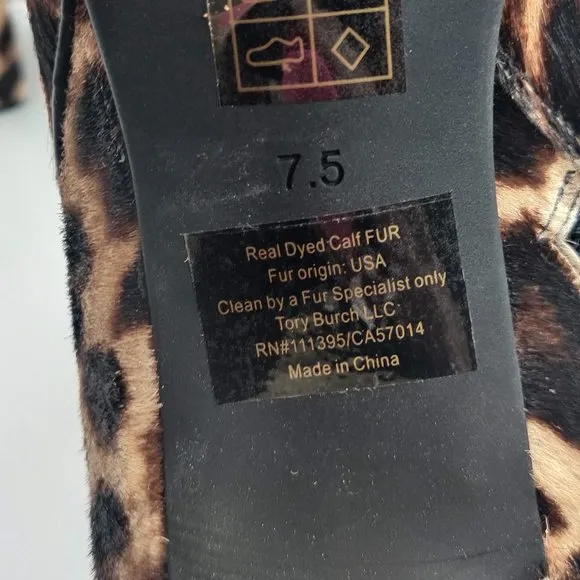 7.5
Real Dyed Calf FUR
Fur origin: USA
Clean by a Fur Specialist only
Tory Burch LLC
RN#111395/CA57014
Made in China